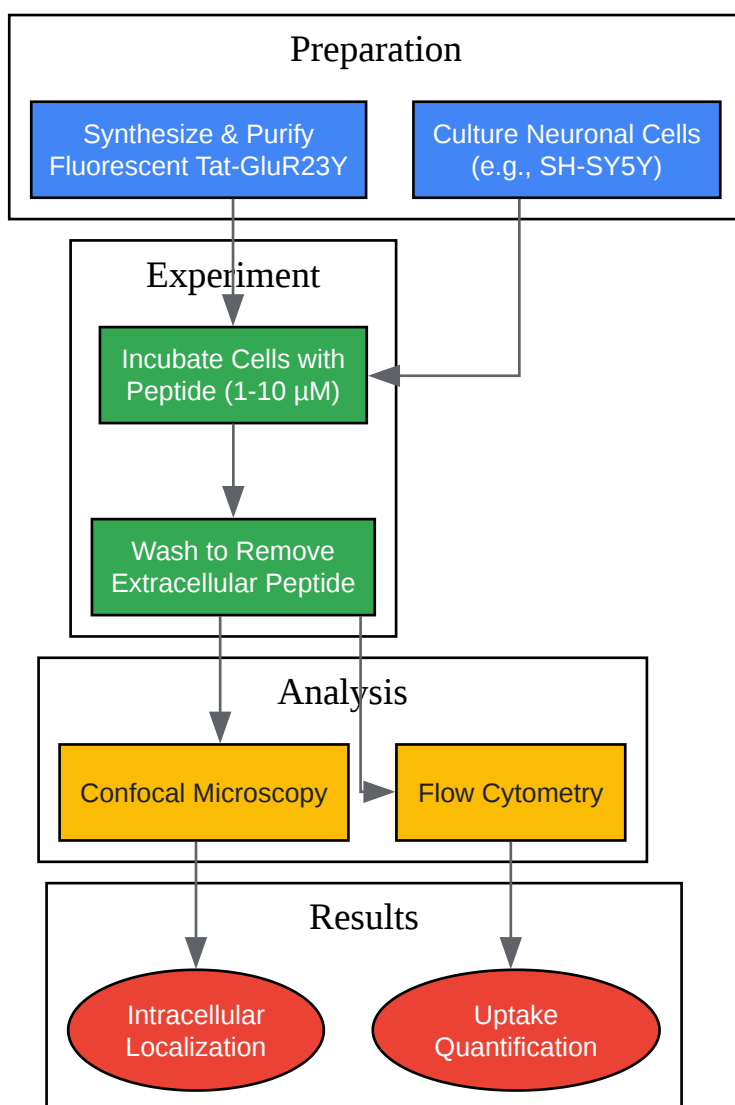 Preparation
Synthesize & Purify
Fluorescent Tat-GluR23Y
Culture Neuronal Cells
(e.g., SH-SY5Y)
Experiment
Incubate Cells with
Peptide (1-10 µM)
Wash to Remove
Extracellular Peptide
Analysis
Confocal Microscopy
Flow Cytometry
Results
Intracellular
Localization
Uptake
Quantification